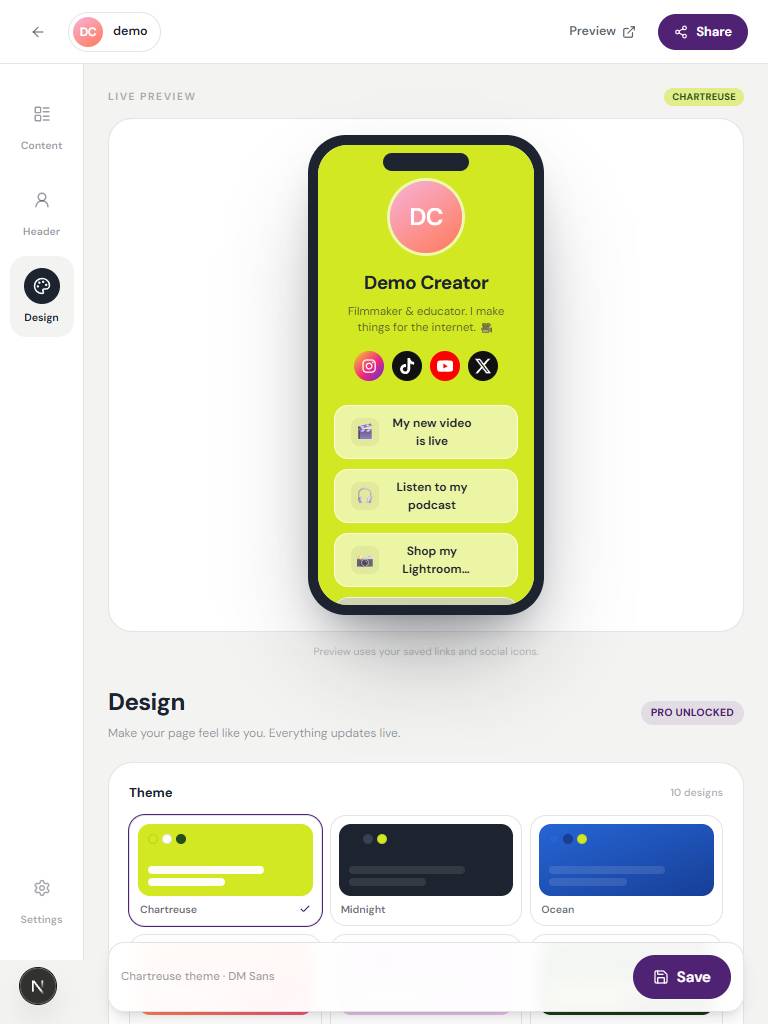 DC
demo
Preview
Share
Content
Header
Design
Settings
N
LIVE PREVIEW
CHARTREUSE
DC
Demo Creator
Filmmaker & educator. I make
things for the internet. 🎥
My new video
is live
Listen to my
podcast
Shop my
Lightroom...
Preview uses your saved links and social icons.
Design
PRO UNLOCKED
Make your page feel like you. Everything updates live.
Theme
10 designs
Chartreuse
Midnight
Ocean
Chartreuse theme · DM Sans
Save